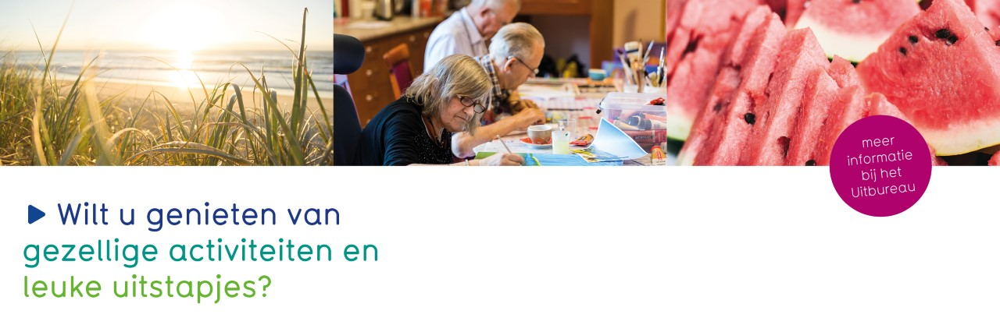 meer
informatie
bij het
Uitbureau
Wilt u genieten van
gezellige activiteiten en
leuke uitstapjes?